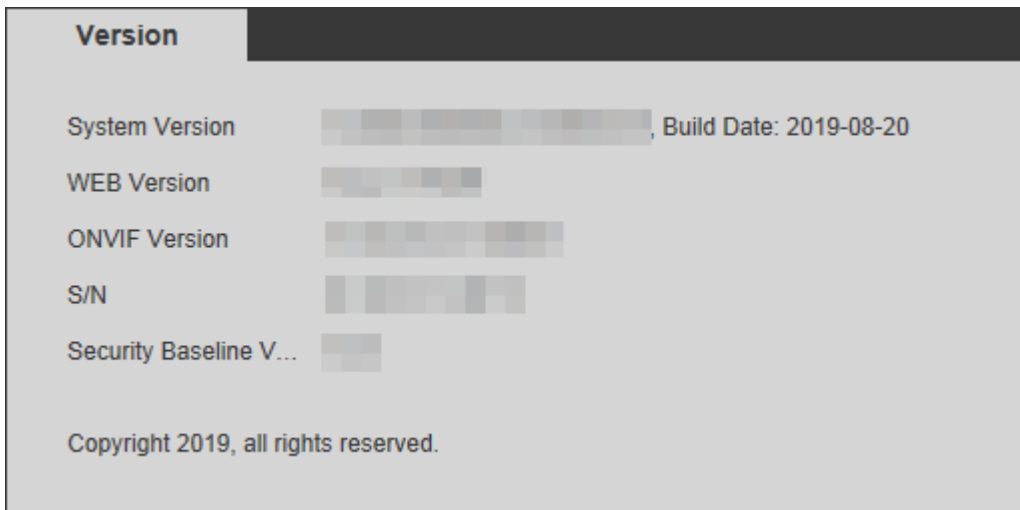 Version
System Version , Build Date: 2019-08-20
WEB Version
ONVIF Version
S/N
Security Baseline V...
Copyright 2019, all rights reserved.